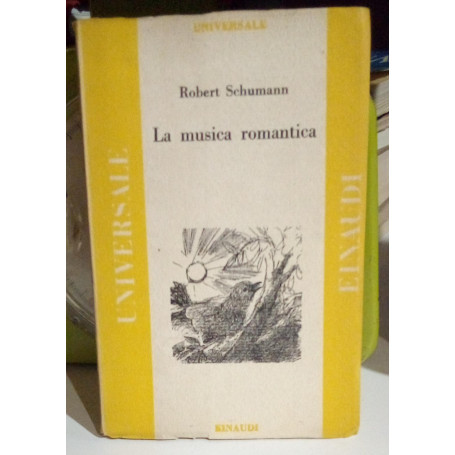 UNIVERSALE
Robert Schumann
La musica romantica
UNIVERSALE
EINAUDI
EINAUDI